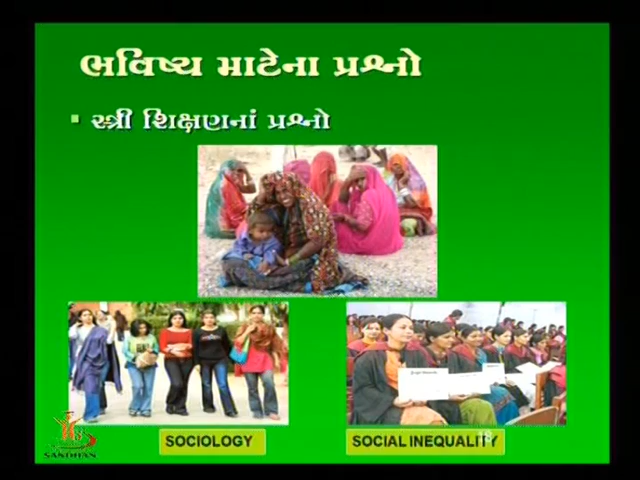 ભવિષ્ય માટેના પ્રશ્નો
સ્ત્રી શિક્ષણનાં પ્રશ્નો
SANDHAN
SOCIOLOGY
SOCIAL INEQUALITY